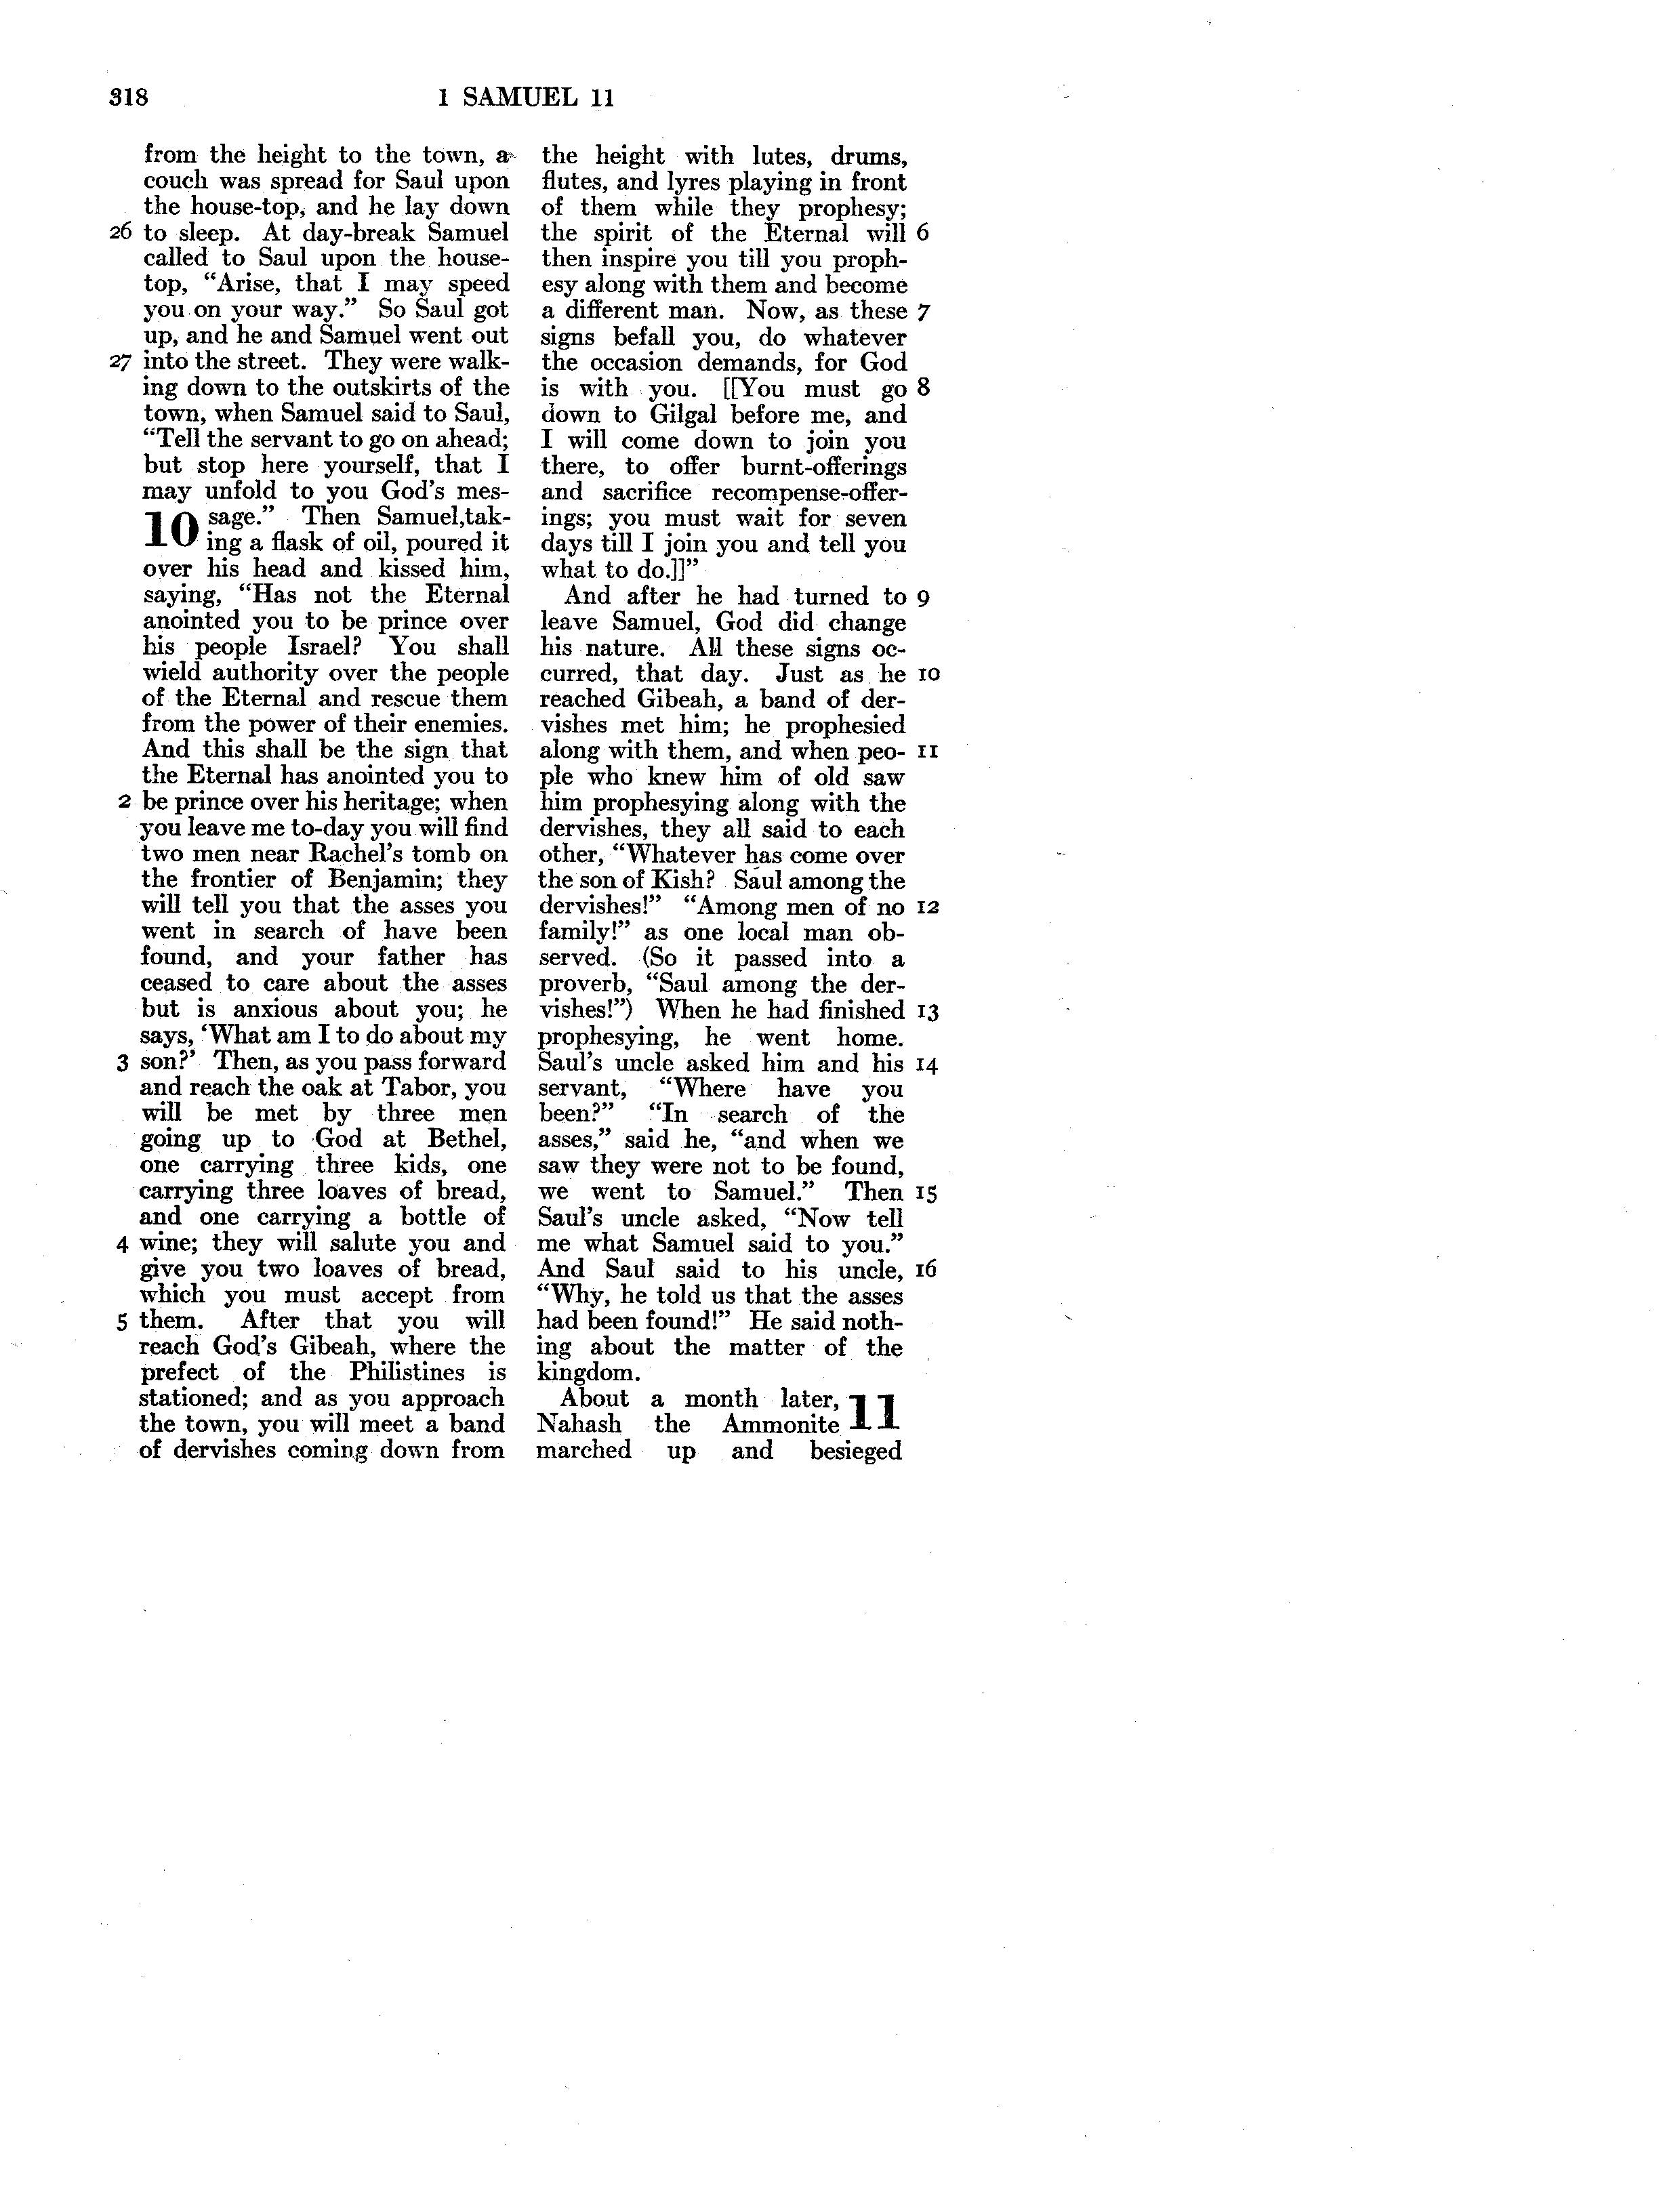 318
1 SAMUEL 11
from the height to the town, a
couch was spread for Saul upon
the house-top, and he lay down
26 to sleep. At day-break Samuel
called to Saul upon the house-
top, “Arise, that I may speed
you on your way.” So Saul got
up, and he and Samuel went out
27 into the street. They were walk-
ing down to the outskirts of the
town, when Samuel said to Saul,
“Tell the servant to go on ahead;
but stop here yourself, that I
may unfold to you God’s mes-
10 sage.” Then Samuel,tak-
ing a flask of oil, poured it
over his head and kissed him,
saying, “Has not the Eternal
anointed you to be prince over
his people Israel? You shall
wield authority over the people
of the Eternal and rescue them
from the power of their enemies.
And this shall be the sign that
the Eternal has anointed you to
2 be prince over his heritage; when
you leave me to-day you will find
two men near Rachel’s tomb on
the frontier of Benjamin; they
will tell you that the asses you
went in search of have been
found, and your father has
ceased to care about the asses
but is anxious about you; he
says, ‘What am I to do about my
3 son?’ Then, as you pass forward
and reach the oak at Tabor, you
will be met by three men
going up to God at Bethel,
one carrying three kids, one
carrying three loaves of bread,
and one carrying a bottle of
4 wine; they will salute you and
give you two loaves of bread,
which you must accept from
5 them. After that you will
reach God’s Gibeah, where the
prefect of the Philistines is
stationed; and as you approach
the town, you will meet a band
of dervishes coming down from
the height with lutes, drums,
flutes, and lyres playing in front
of them while they prophesy;
the spirit of the Eternal will 6
then inspire you till you proph-
esy along with them and become
a different man. Now, as these 7
signs befall you, do whatever
the occasion demands, for God
is with you. [[You must go 8
down to Gilgal before me, and
I will come down to join you
there, to offer burnt-offerings
and sacrifice recompense-offer-
ings; you must wait for seven
days till I join you and tell you
what to do.]]”
And after he had turned to 9
leave Samuel, God did change
his nature. All these signs oc-
curred, that day. Just as he 10
reached Gibeah, a band of der-
vishes met him; he prophesied
along with them, and when peo- 11
ple who knew him of old saw
him prophesying along with the
dervishes, they all said to each
other, “Whatever has come over
the son of Kish? Saul among the
dervishes!” “Among men of no 12
family!” as one local man ob-
served. (So it passed into a
proverb, “Saul among the der-
vishes!”) When he had finished 13
prophesying, he went home.
Saul’s uncle asked him and his 14
servant, “Where have you
been?” “In search of the
asses,” said he, “and when we
saw they were not to be found,
we went to Samuel.” Then 15
Saul’s uncle asked, “Now tell
me what Samuel said to you.”
And Saul said to his uncle, 16
“Why, he told us that the asses
had been found!” He said noth-
ing about the matter of the
kingdom.
About a month later, 11
Nahash the Ammonite
marched up and besieged